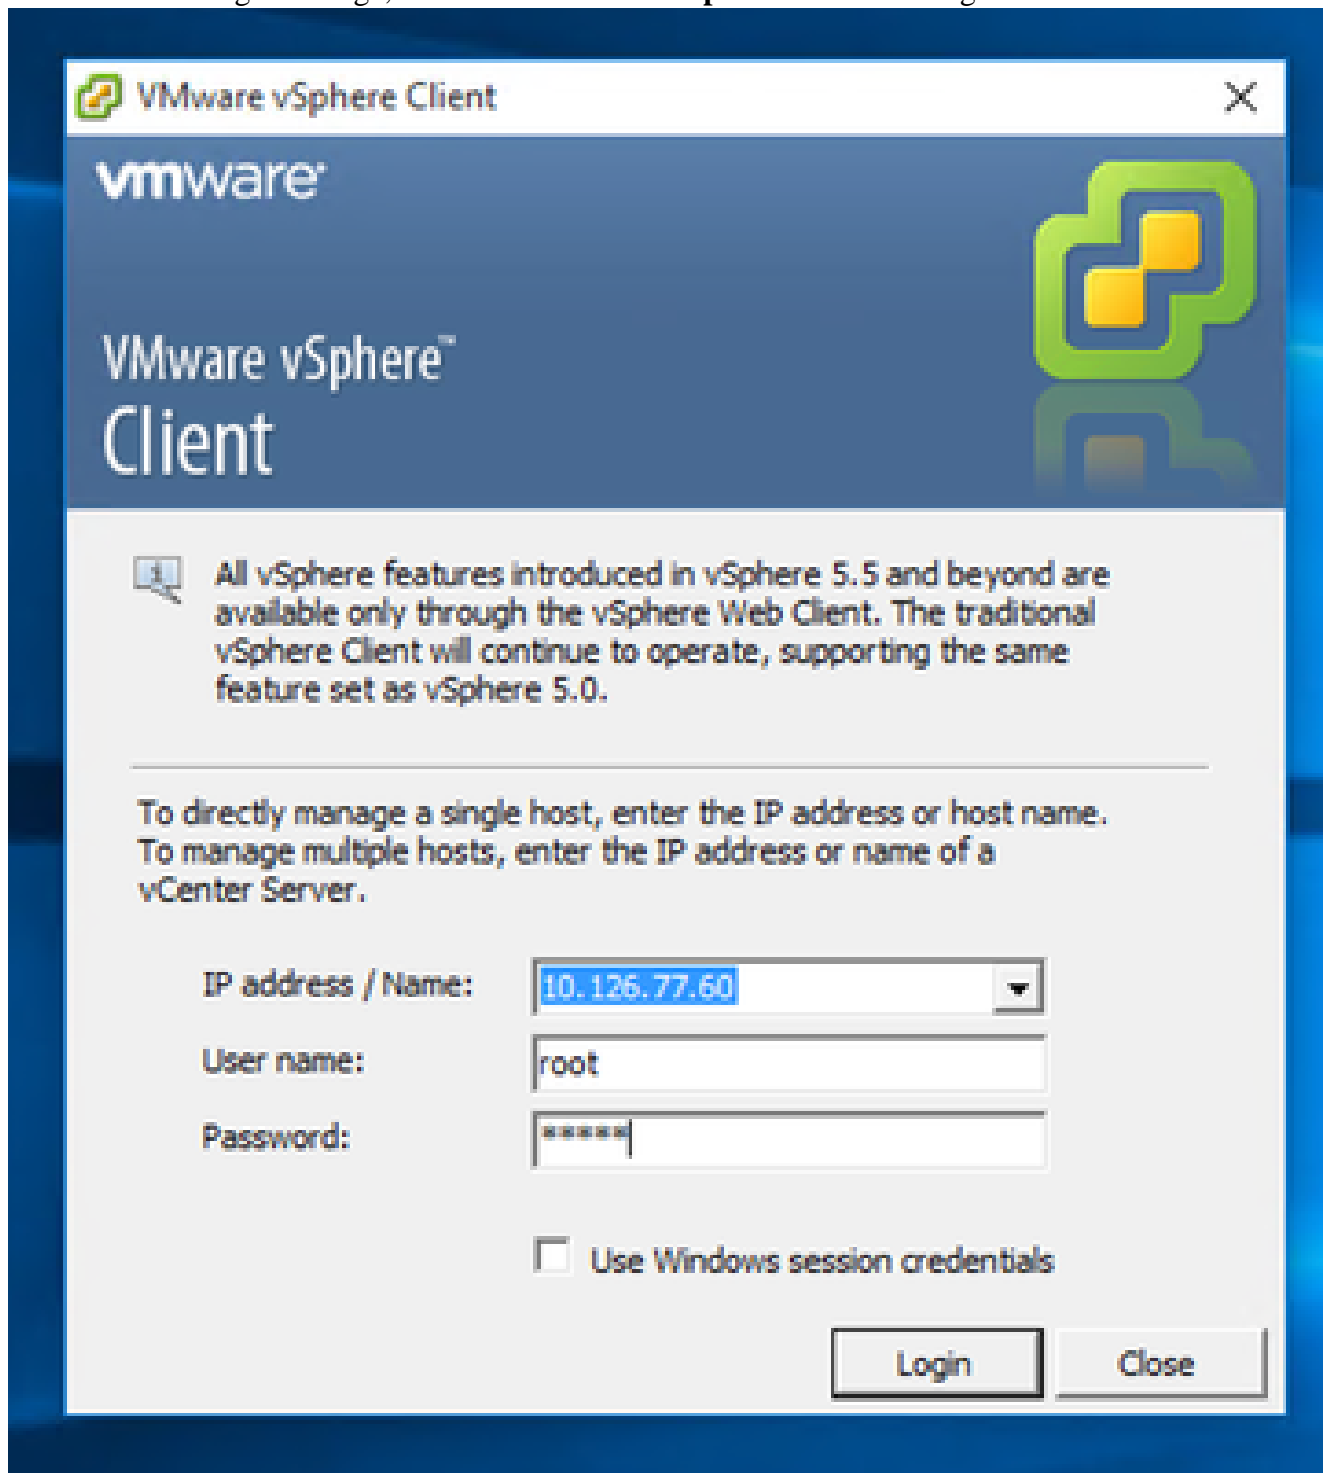 VMware vSphere Client
vmware
VMware vSphere™
Client
All vSphere features introduced in vSphere 5.5 and beyond are
available only through the vSphere Web Client. The traditional
vSphere Client will continue to operate, supporting the same
feature set as vSphere 5.0.
To directly manage a single host, enter the IP address or host name.
To manage multiple hosts, enter the IP address or name of a
vCenter Server.
IP address / Name: 10.126.77.60
User name: root
Password: *****
Use Windows session credentials
Login Close